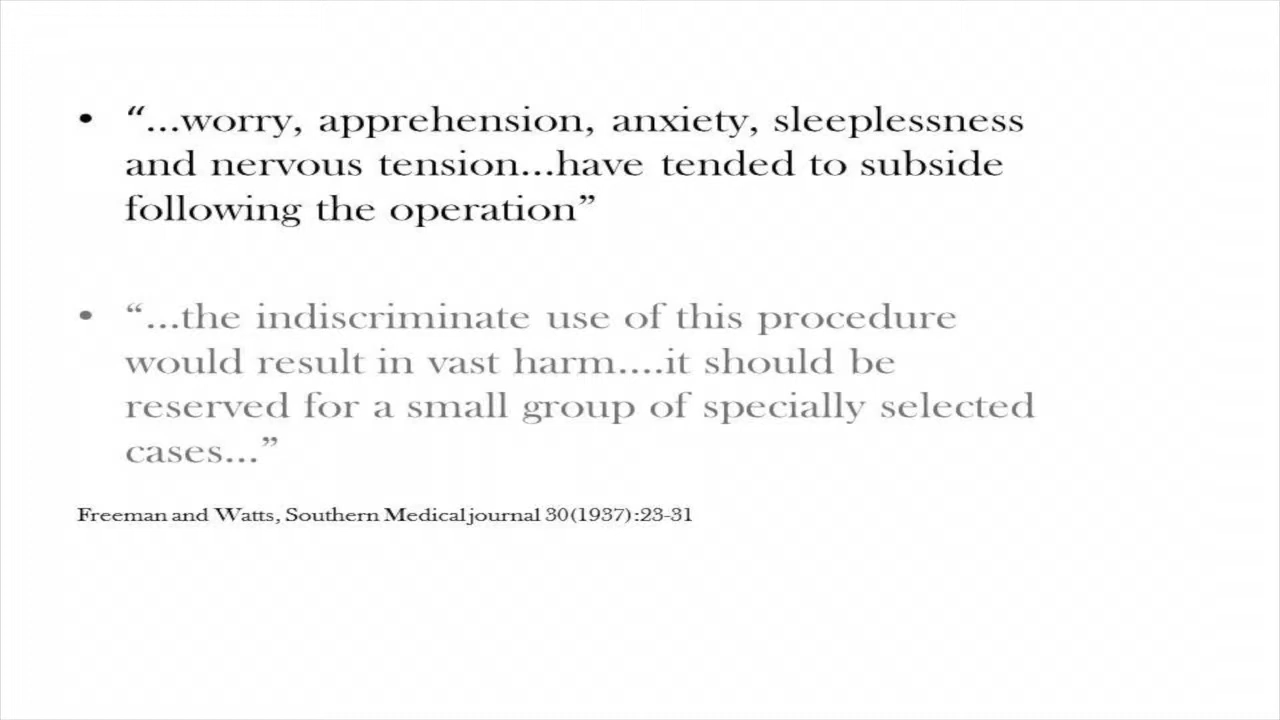 • “...worry, apprehension, anxiety, sleeplessness
and nervous tension...have tended to subside
following the operation”
• “...the indiscriminate use of this procedure
would result in vast harm....it should be
reserved for a small group of specially selected
cases...”
Freeman and Watts, Southern Medical journal 30(1937):23-31